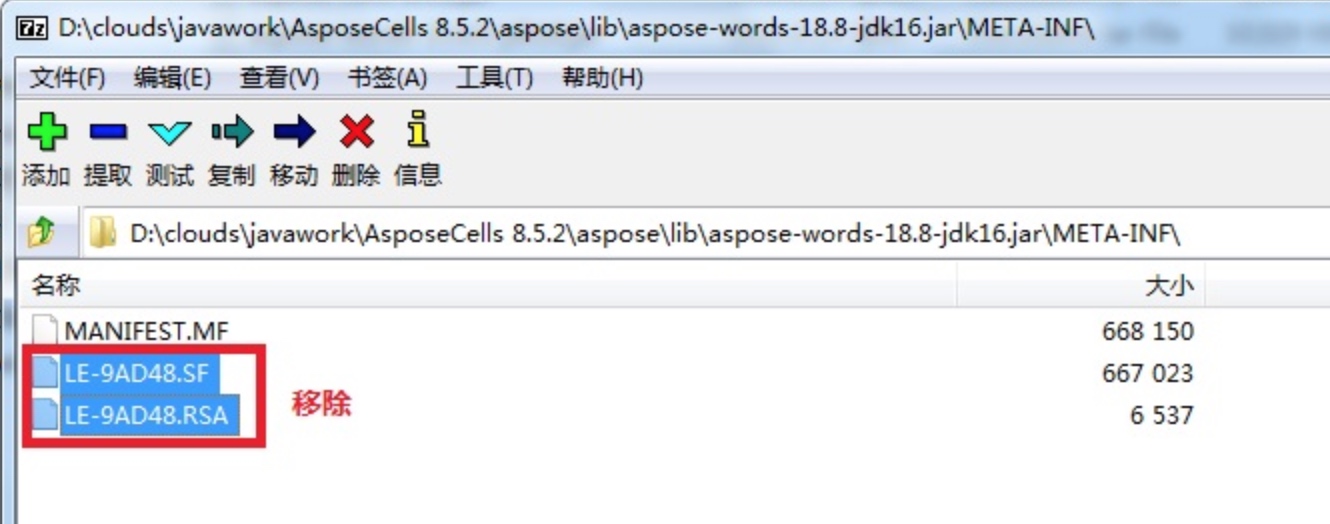 7z D:\clouds\javawork\AsposeCells 8.5.2\aspose\lib\aspose-words-18.8-jdk16.jar\META-INF\
文件(F) 编辑(E) 查看(V) 书签(A) 工具(T) 帮助(H)
添加 提取 测试 复制 移动 删除 信息
D:\clouds\javawork\AsposeCells 8.5.2\aspose\lib\aspose-words-18.8-jdk16.jar\META-INF\
名称 大小
MANIFEST.MF 668 150
LE-9AD48.SF 667 023
移除
LE-9AD48.RSA 6 537